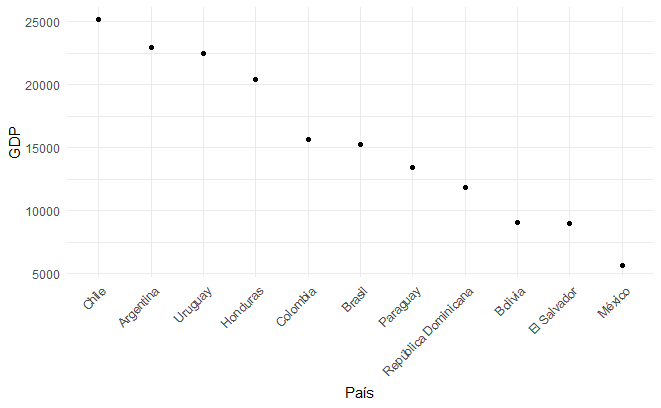 25000
20000
15000
10000
5000
GDP
Chile
Argentina
Uruguay
Honduras
Colombia
Brasil
Paraguay
República Dominicana
Bolivia
El Salvador
México
País